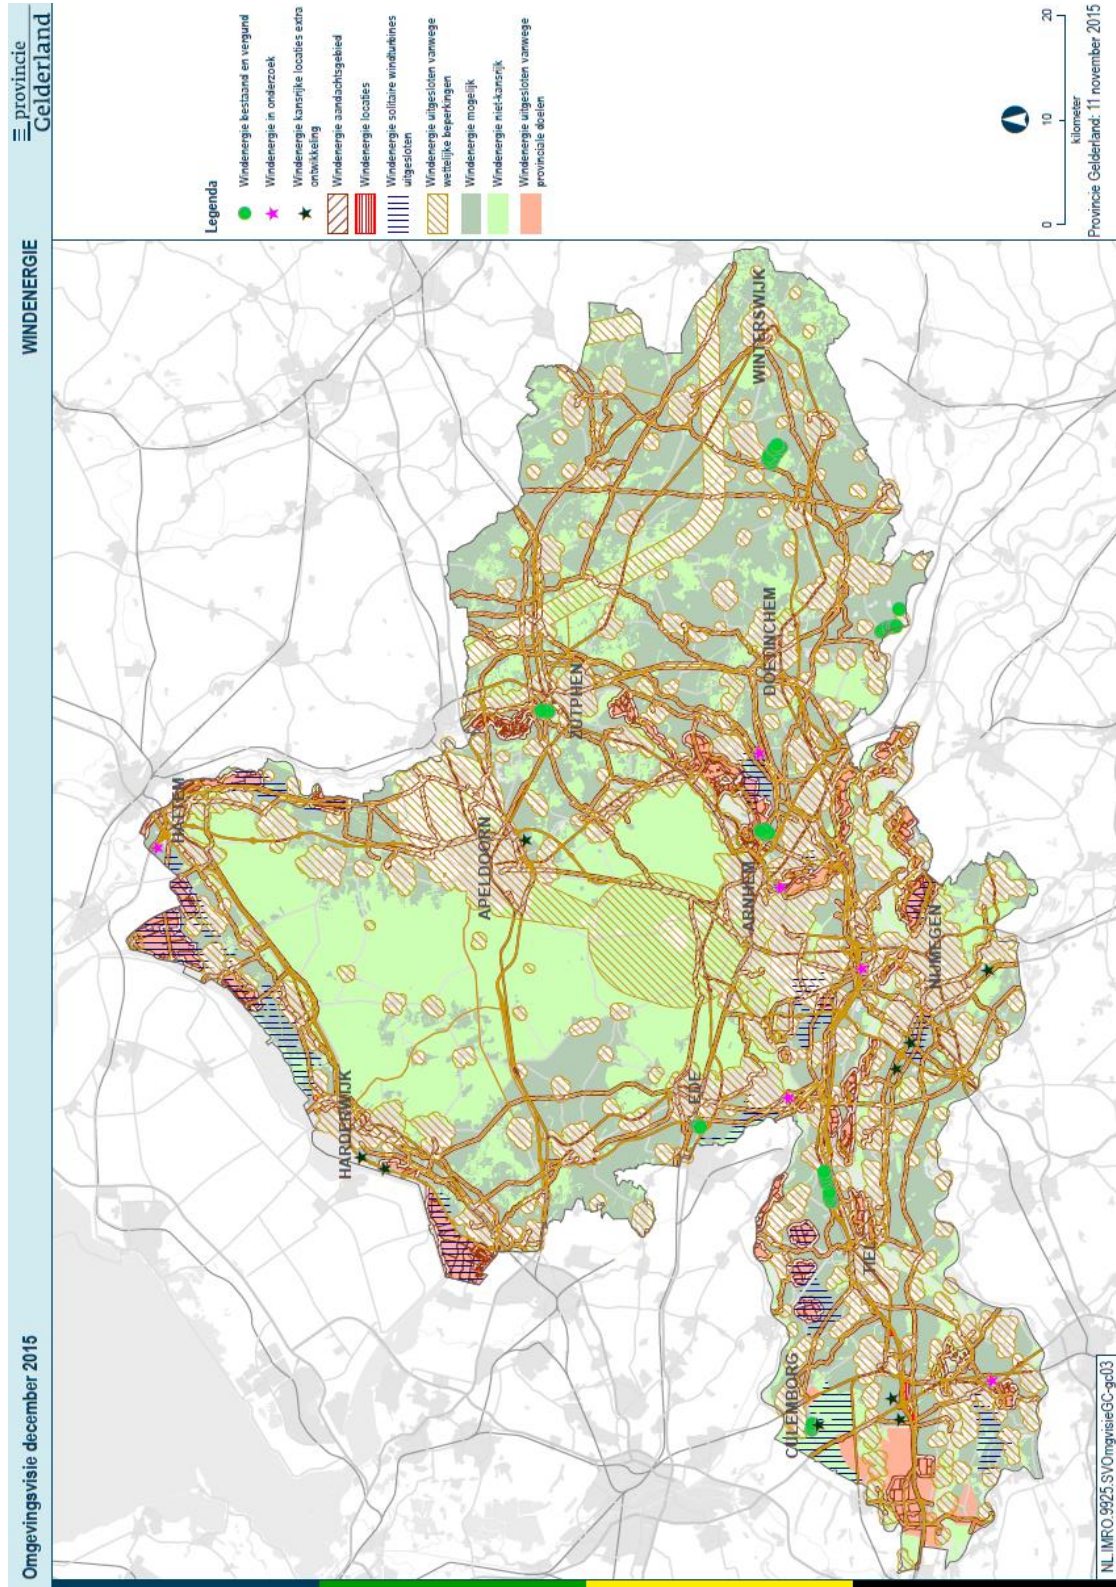 Omgevingsvisie december 2015
WINDENERGIE
provincie
Gelderland
Legenda
Windenergie bestaand en vergund
Windenergie in onderzoek
Windenergie kansrijke locaties extra
ontwikkeling
Windenergie aandachtsgebied
Windenergie locaties
Windenergie solitaire windturbines
uitgesloten
Windenergie uitgesloten vanwege
wettelijke beperkingen
Windenergie mogelijk
Windenergie niet-kansrijk
Windenergie uitgesloten vanwege
provinciale doelen
HATTEM
HARDERWIJK
APELDOORN
ZUTPHEN
EDE
ARNHEM
DOETINCHEM
WINTERSWIJK
CULEMBORG
TIEL
NIJMEGEN
0 10 20
kilometer
Provincie Gelderland: 11 november 2015
NL.IMRO.9925.SVOmgvisieGC-gc03